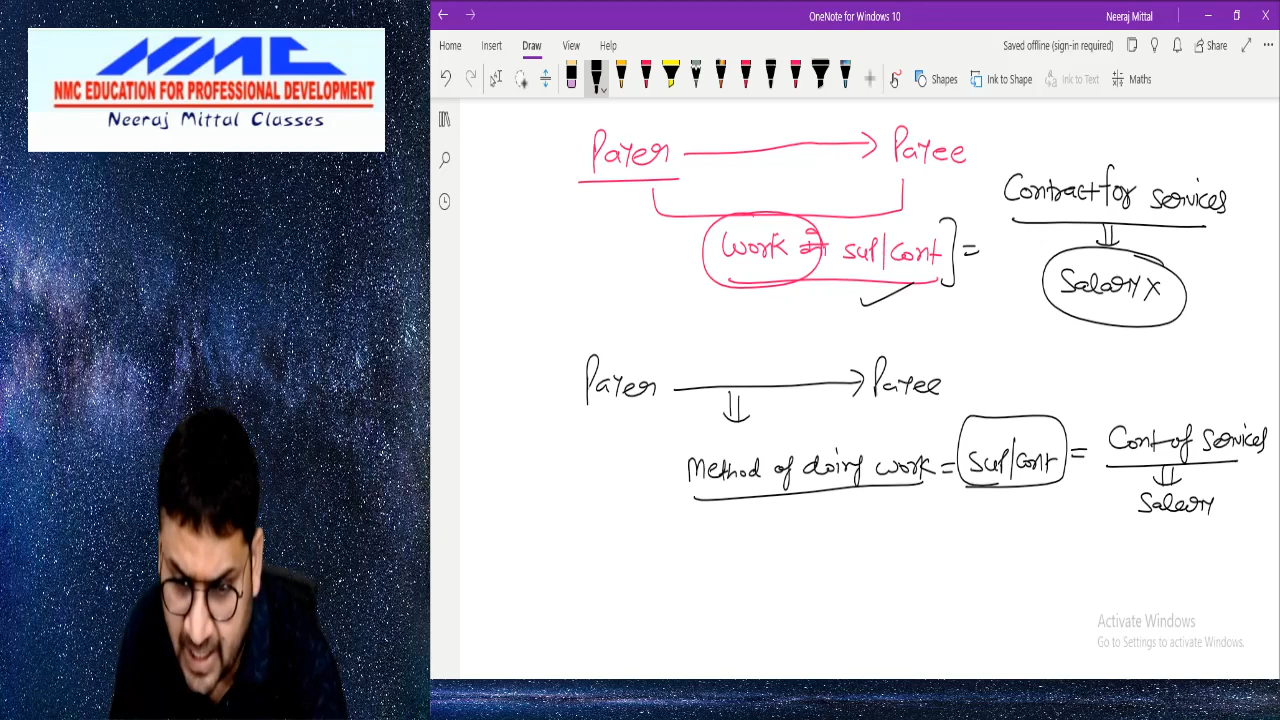 NMC
NMC EDUCATION FOR PROFESSIONAL DEVELOPMENT
Neeraj Mittal Classes
OneNote for Windows 10
Neeraj Mittal
Home Insert Draw View Help
Saved offline (sign-in required)
Share
Shapes Ink to Shape Ink to Text Maths
Payer Payee
Contract for services
Work sup/cont ] =
Salary X
Payer Payee
Method of doing work = sup/cont = Cont of services
Salary
Activate Windows
Go to Settings to activate Windows.